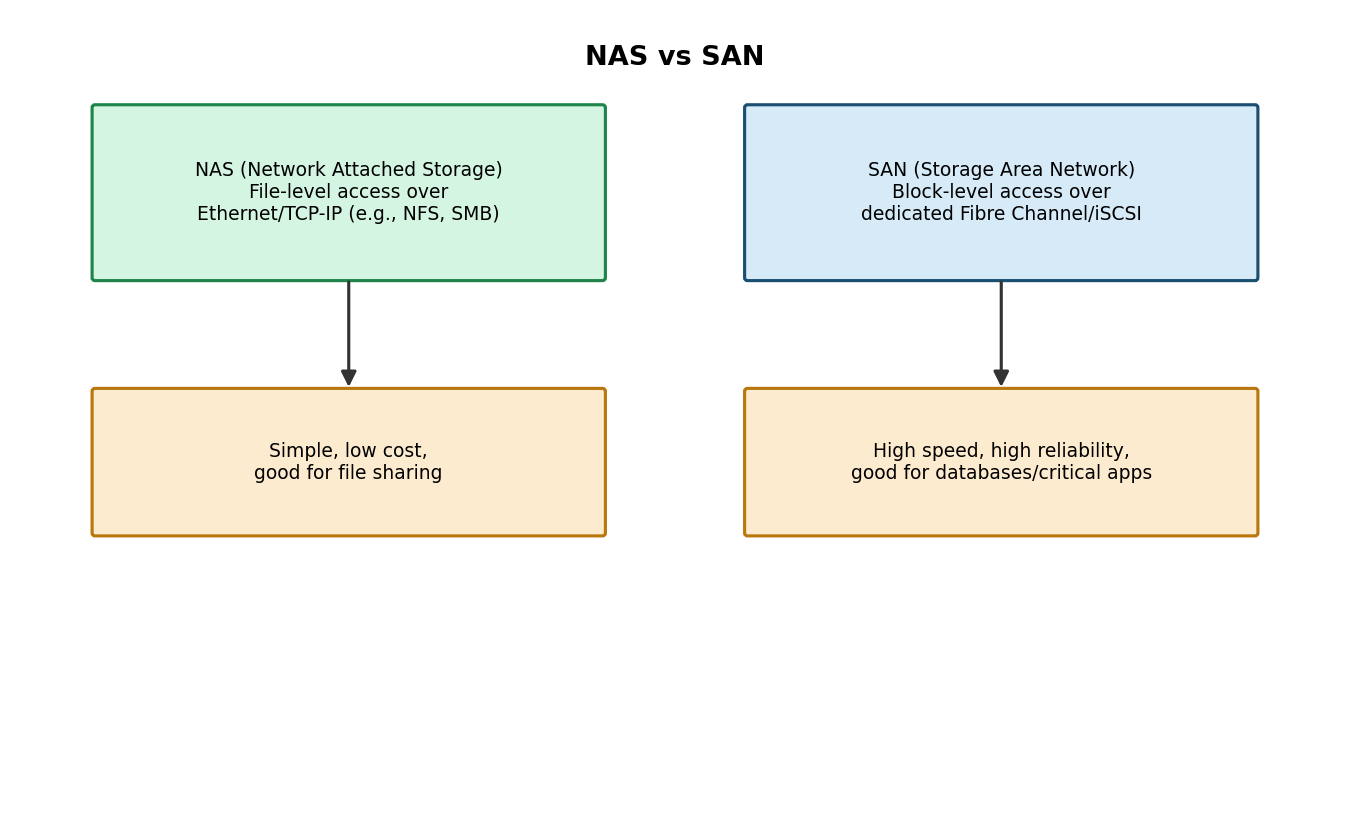 NAS vs SAN
NAS (Network Attached Storage)
File-level access over
Ethernet/TCP-IP (e.g., NFS, SMB)
SAN (Storage Area Network)
Block-level access over
dedicated Fibre Channel/iSCSI
Simple, low cost,
good for file sharing
High speed, high reliability,
good for databases/critical apps